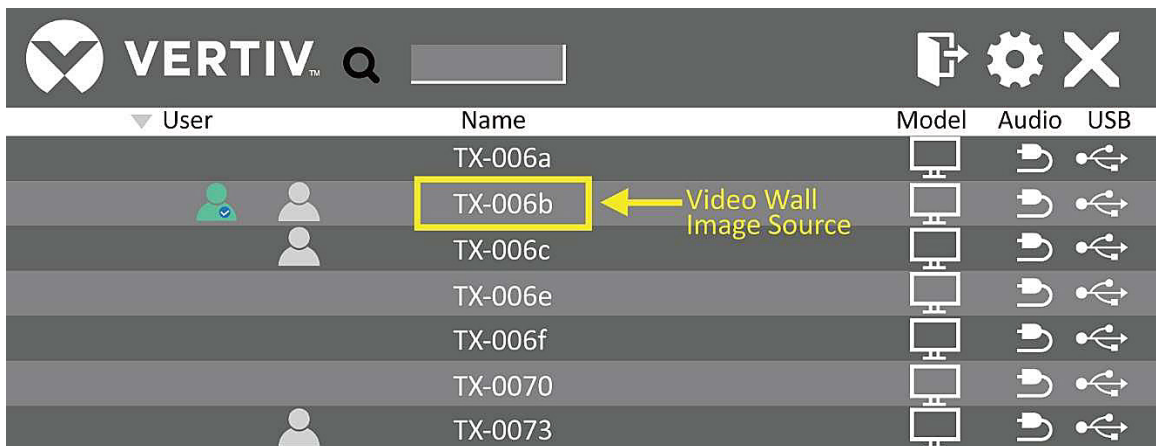 VERTIV™
User Name Model Audio USB
TX-006a
TX-006b Video Wall
Image Source
TX-006c
TX-006e
TX-006f
TX-0070
TX-0073